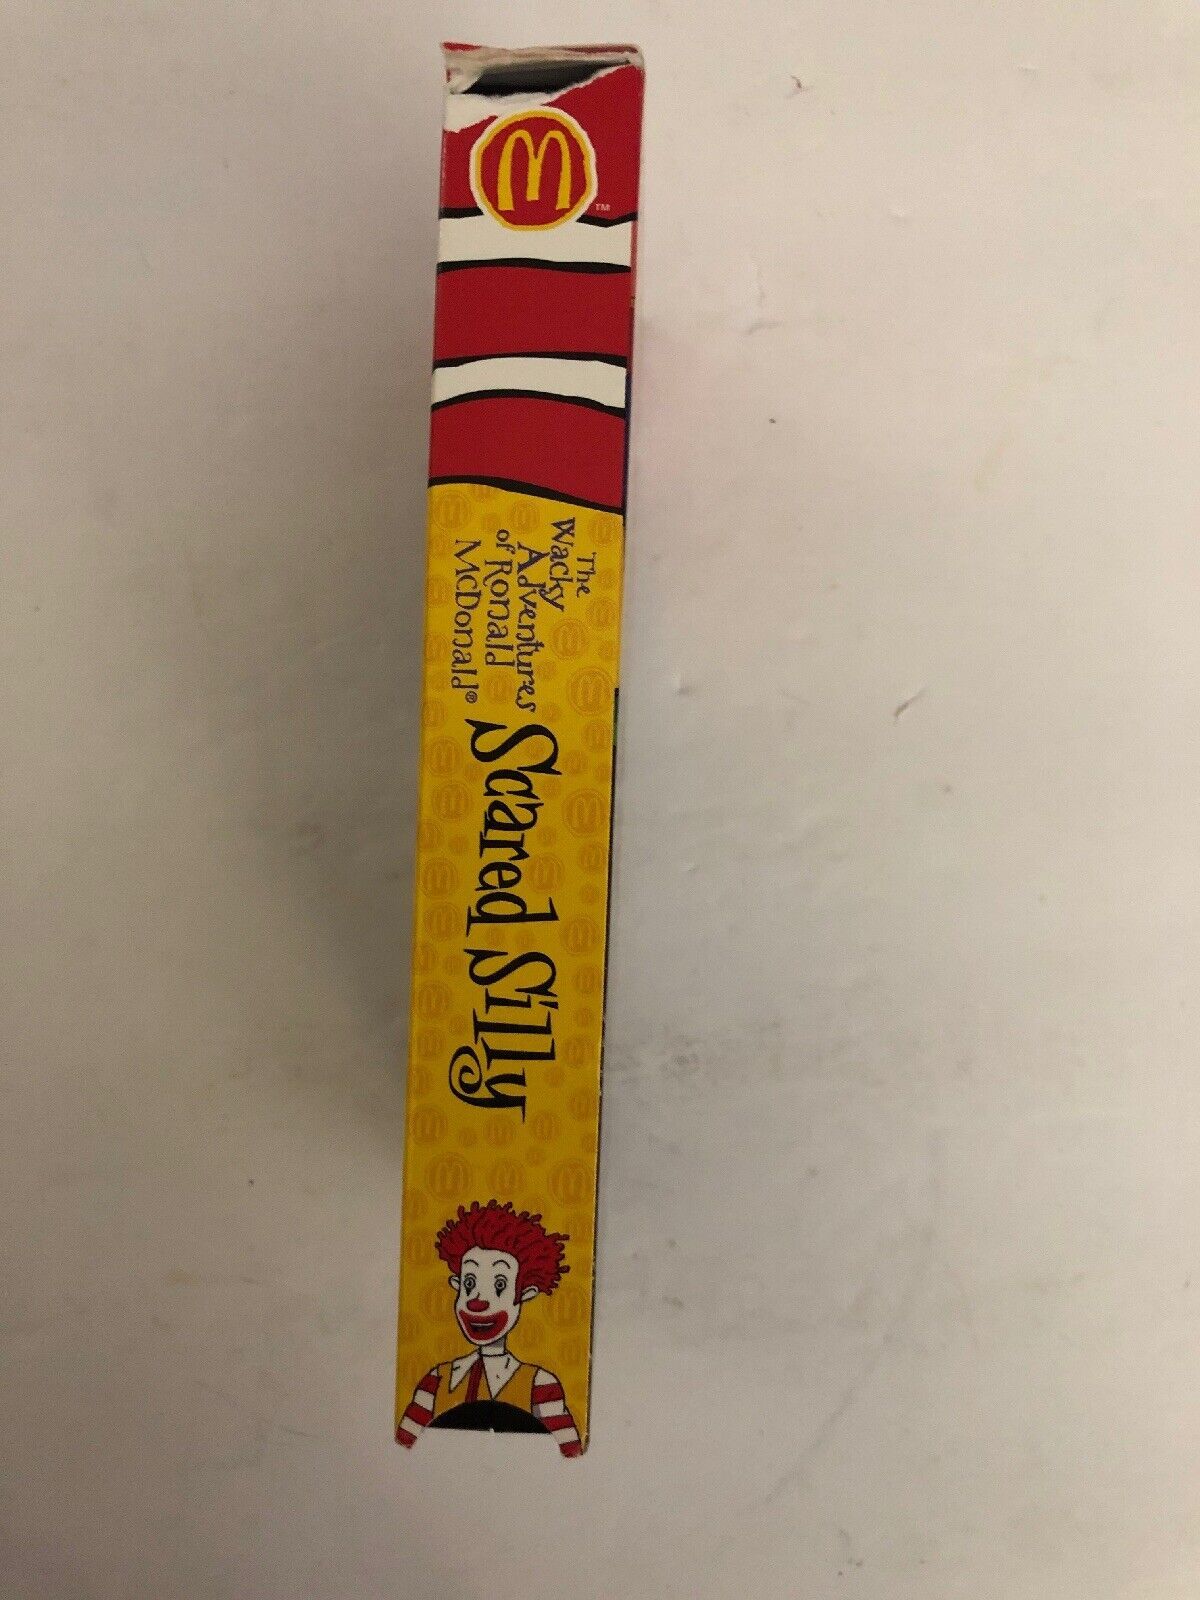 M
TM
The
Wacky
Adventures
of Ronald
McDonald®
Scared Silly